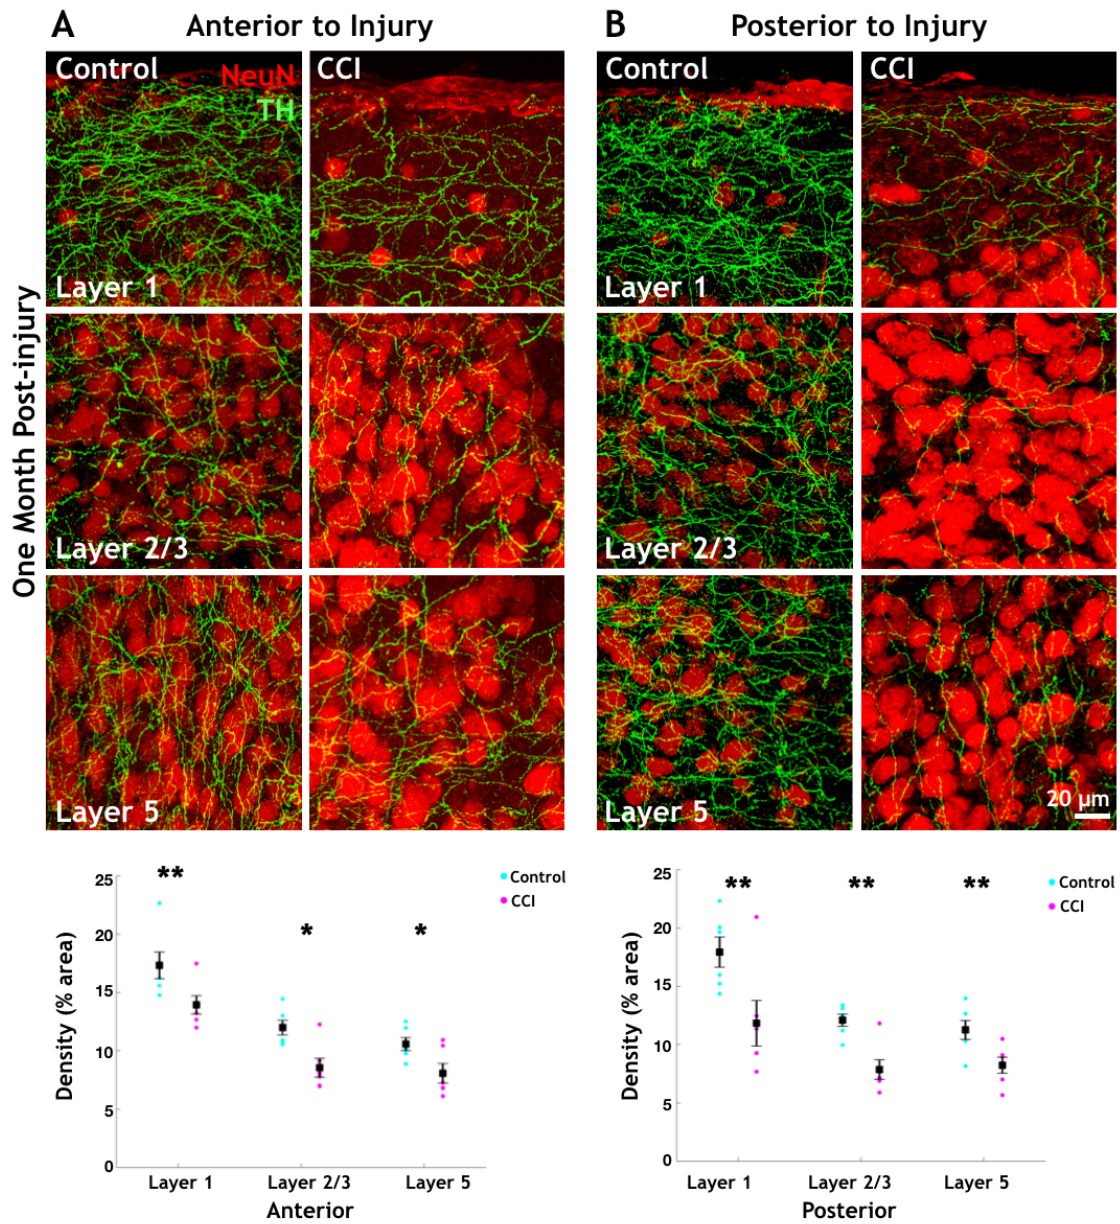 A Anterior to Injury
B Posterior to Injury
Control NeuN TH
CCI
Control
CCI
One Month Post-injury
Layer 1
Layer 1
Layer 2/3
Layer 2/3
Layer 5
Layer 5
20 µm
**
*
*
Control
CCI
Density (% area)
25
20
15
10
5
0
Layer 1 Layer 2/3 Layer 5
Anterior
**
**
**
Control
CCI
Density (% area)
25
20
15
10
5
0
Layer 1 Layer 2/3 Layer 5
Posterior